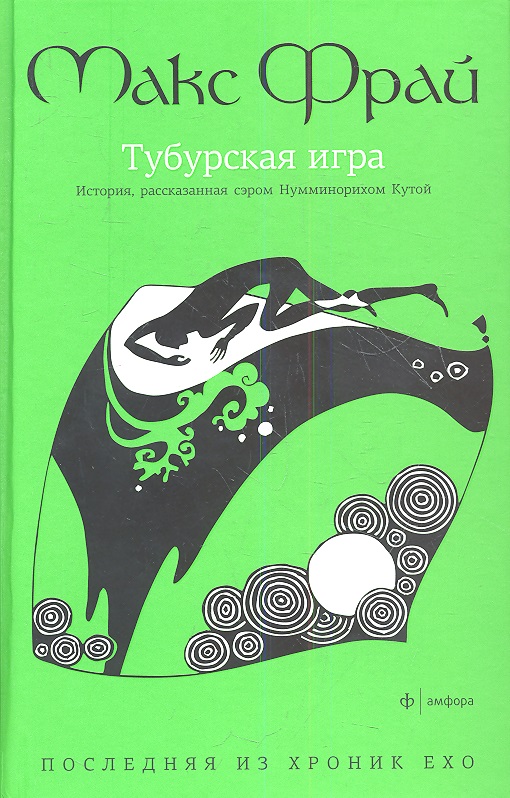 Макс Фрай
Тубурская игра
История, рассказанная сэром Нумминорихом Кутой
ф | амфора
ПОСЛЕДНЯЯ ИЗ ХРОНИК ЕХО